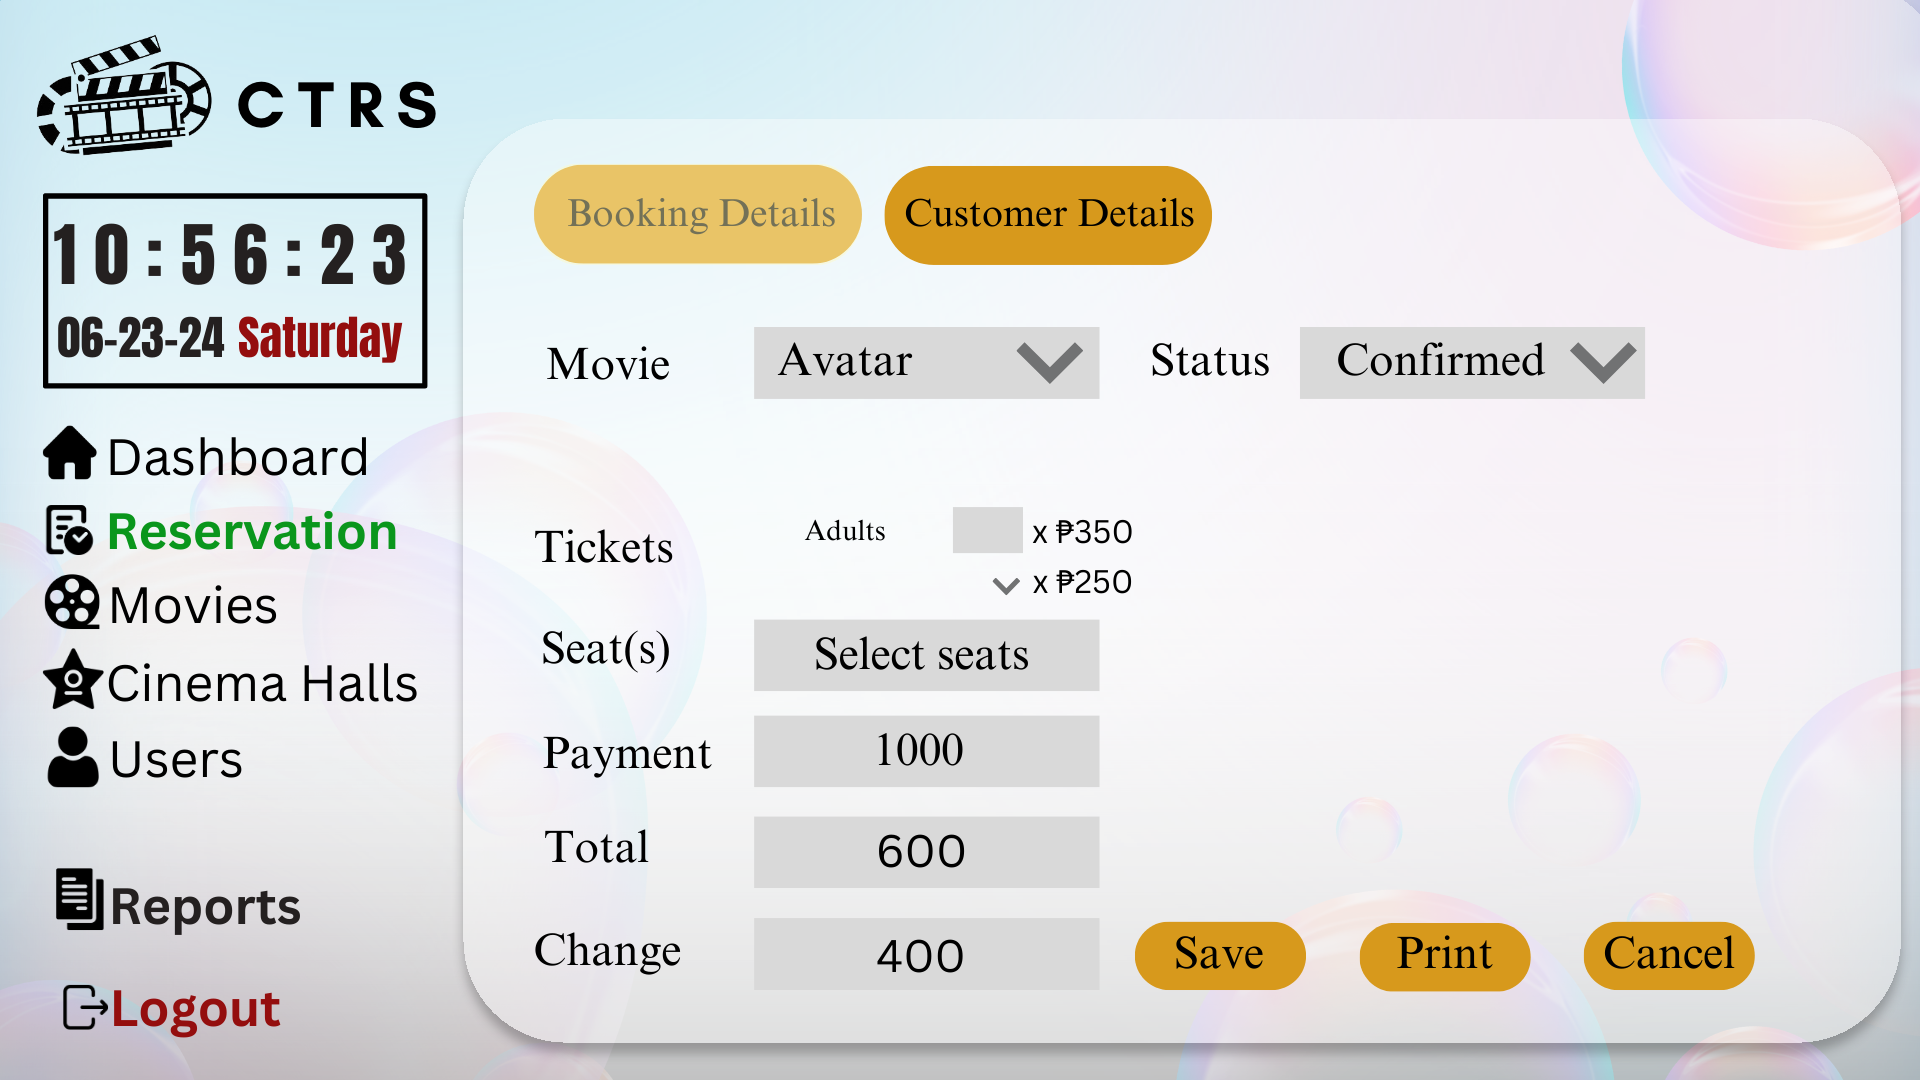 CTRS
10:56:23
06-23-24 Saturday
Dashboard
Reservation
Movies
Cinema Halls
Users
Reports
Logout
Booking Details
Customer Details
Movie
Avatar
Status
Confirmed
Tickets
Adults
x ₱350
x ₱250
Seat(s)
Select seats
Payment
1000
Total
600
Change
400
Save
Print
Cancel